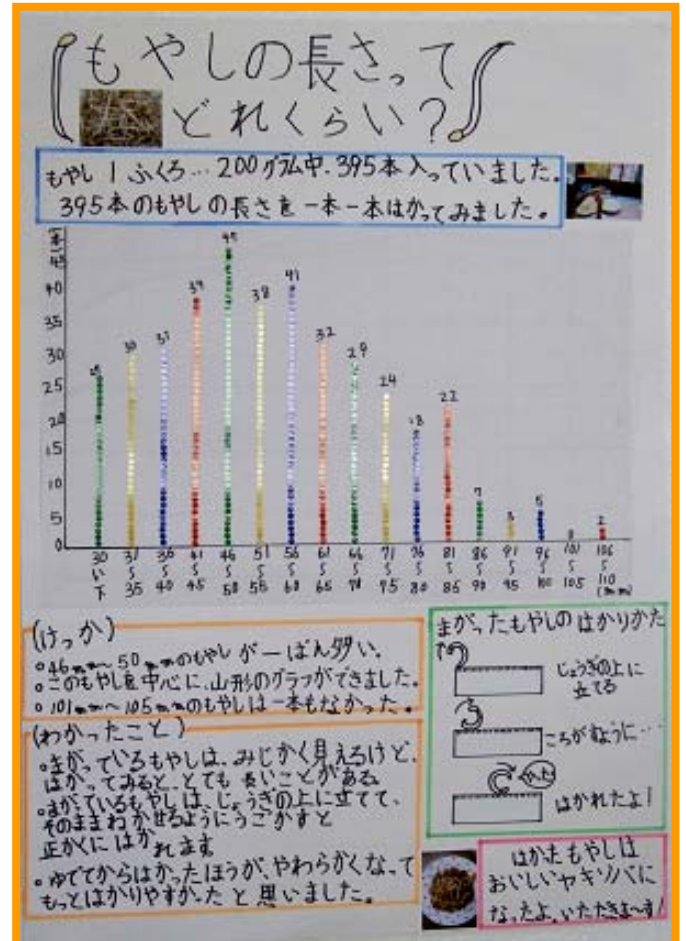 もやしの長さって
どれくらい?
もやし1ふくろ…200グラム中、395本入っていました。
395本のもやしの長さを一本一本はかってみました。
(本)
45
40
35
30
25
20
15
10
5
0
30 31 39 38 41 32 29 24 18 22 7 5
30い下 31〜35 36〜40 41〜45 46〜50 51〜55 56〜60 61〜65 66〜70 71〜75 76〜80 81〜85 86〜90 91〜95 96〜100 101〜105 106〜110(mm)
(けっか)
○46mm〜50mmのもやしが一ばん多い。
○このもやしを中心に、山形のグラフができました。
○101mm〜105mmのもやしは一本もなかった。
(わかったこと)
○まがっているもやしは、みじかく見えるけど、
はかってみると、とても長いことがある。
○まがているもやしは、じょうぎの上に立てて、
そのままねかせるようにうごかすと
正かくにはかれます
○ゆでてからはかったほうが、やわらかくなって
もっとはかりやすかったと思いました。
まがったもやしのはかりかた
じょうぎの上に
立てる
ころがすように…
はかれたよ!
はかたもやしは
おいしいヤキソバに
なったよ。いただきま〜す!